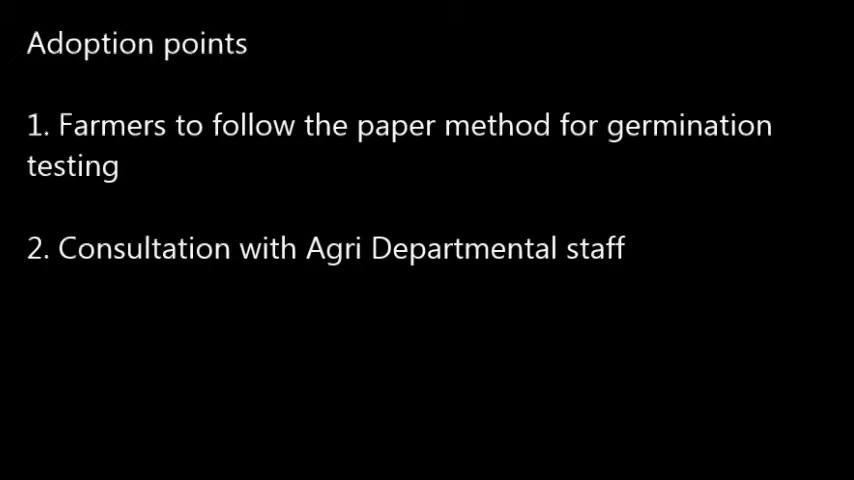 Adoption points
1. Farmers to follow the paper method for germination
testing
2. Consultation with Agri Departmental staff